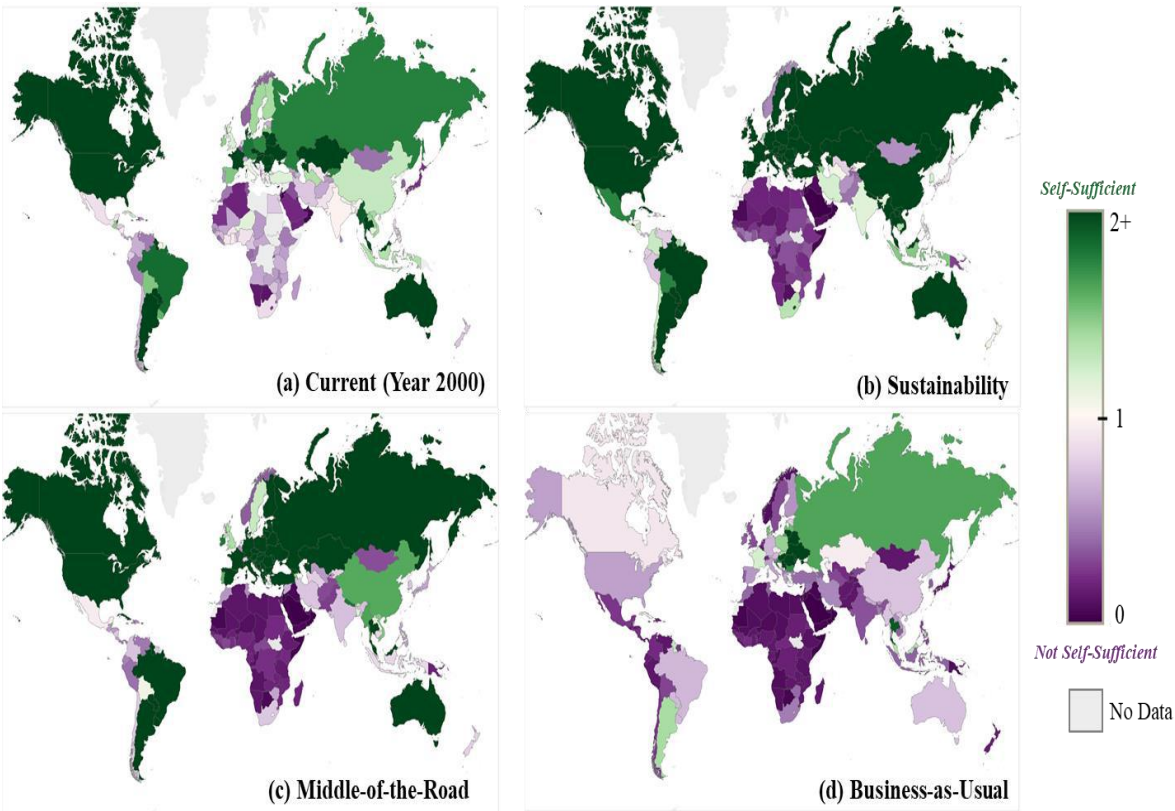 (a) Current (Year 2000)
(b) Sustainability
Self-Sufficient
2+
1
0
Not Self-Sufficient
No Data
(c) Middle-of-the-Road
(d) Business-as-Usual